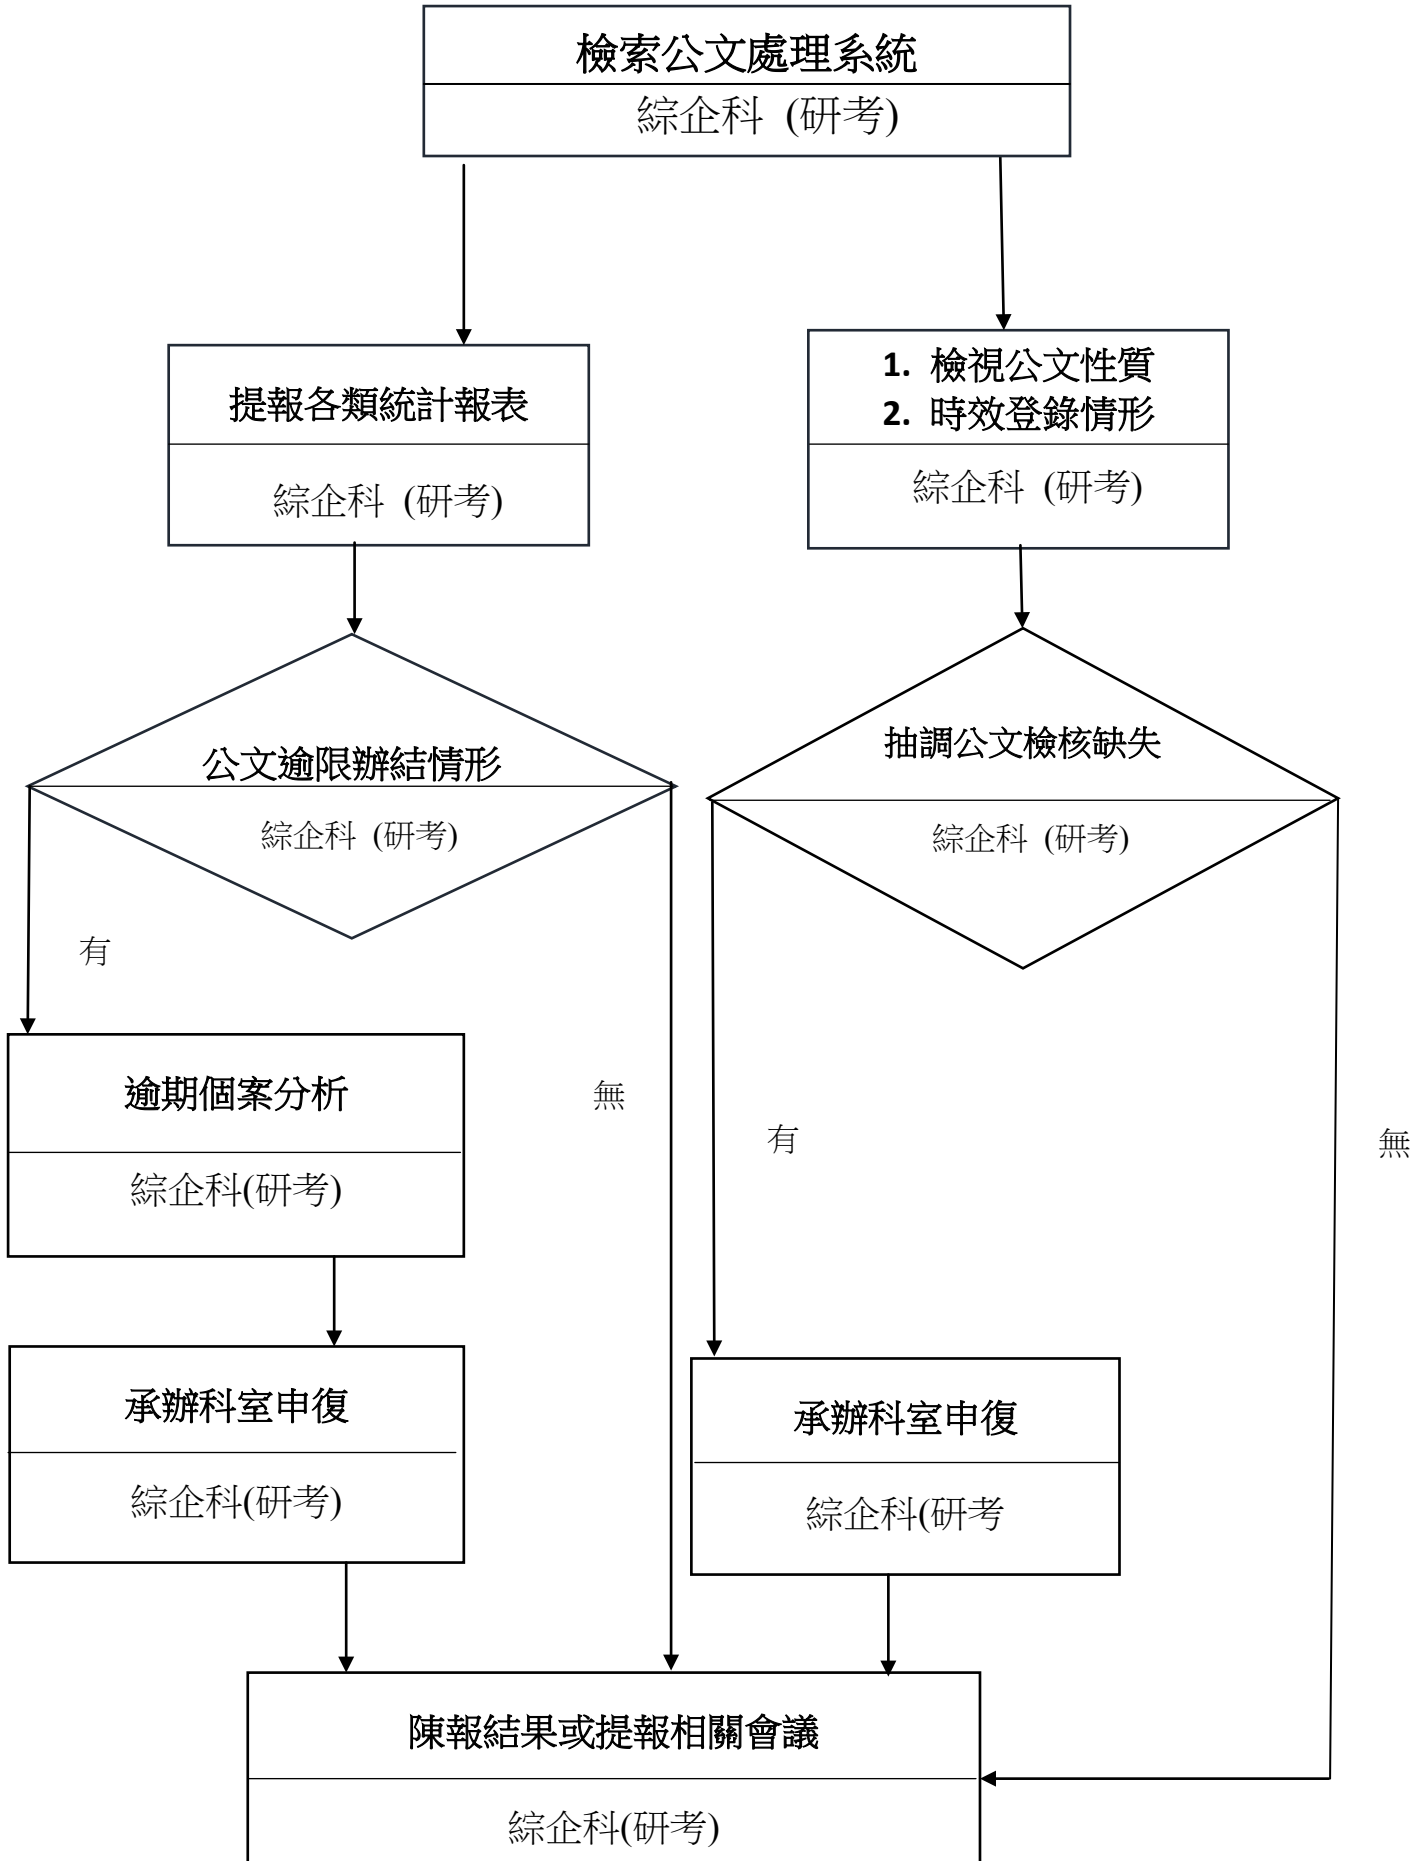 檢索公文處理系統
綜企科 (研考)
提報各類統計報表
綜企科 (研考)
1. 檢視公文性質
2. 時效登錄情形
綜企科 (研考)
公文逾限辦結情形
綜企科 (研考)
抽調公文檢核缺失
綜企科 (研考)
有
無
有
無
逾期個案分析
綜企科(研考)
承辦科室申復
綜企科(研考)
承辦科室申復
綜企科(研考
陳報結果或提報相關會議
綜企科(研考)